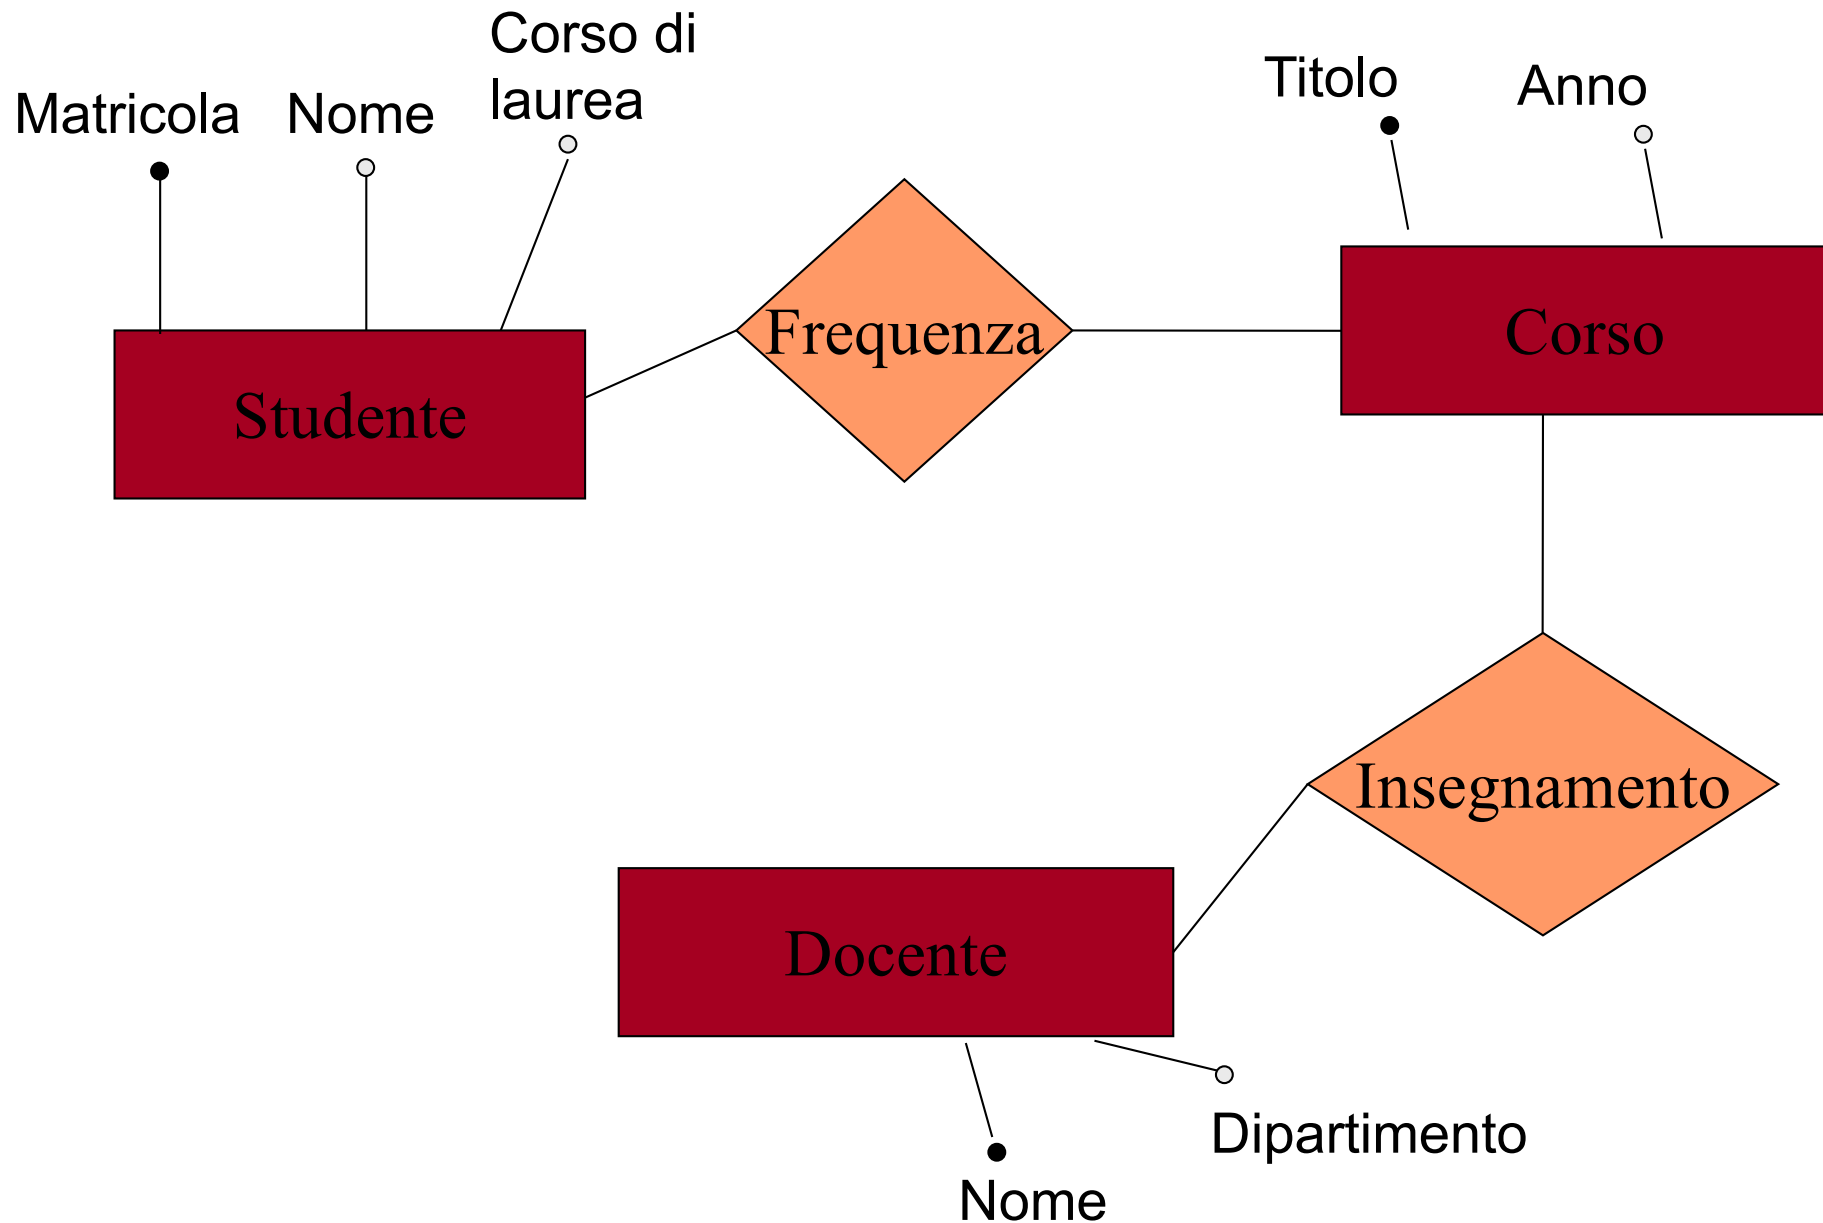 Corso di
laurea
Matricola
Nome
Titolo
Anno
Frequenza
Corso
Studente
Insegnamento
Docente
Dipartimento
Nome